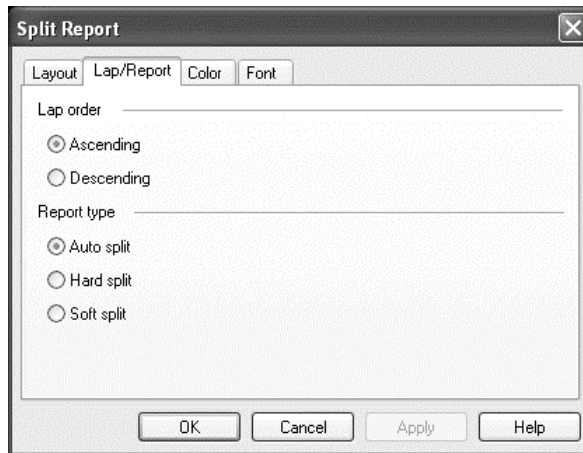 Split Report
Layout Lap/Report Color Font
Lap order
Ascending
Descending
Report type
Auto split
Hard split
Soft split
OK Cancel Apply Help